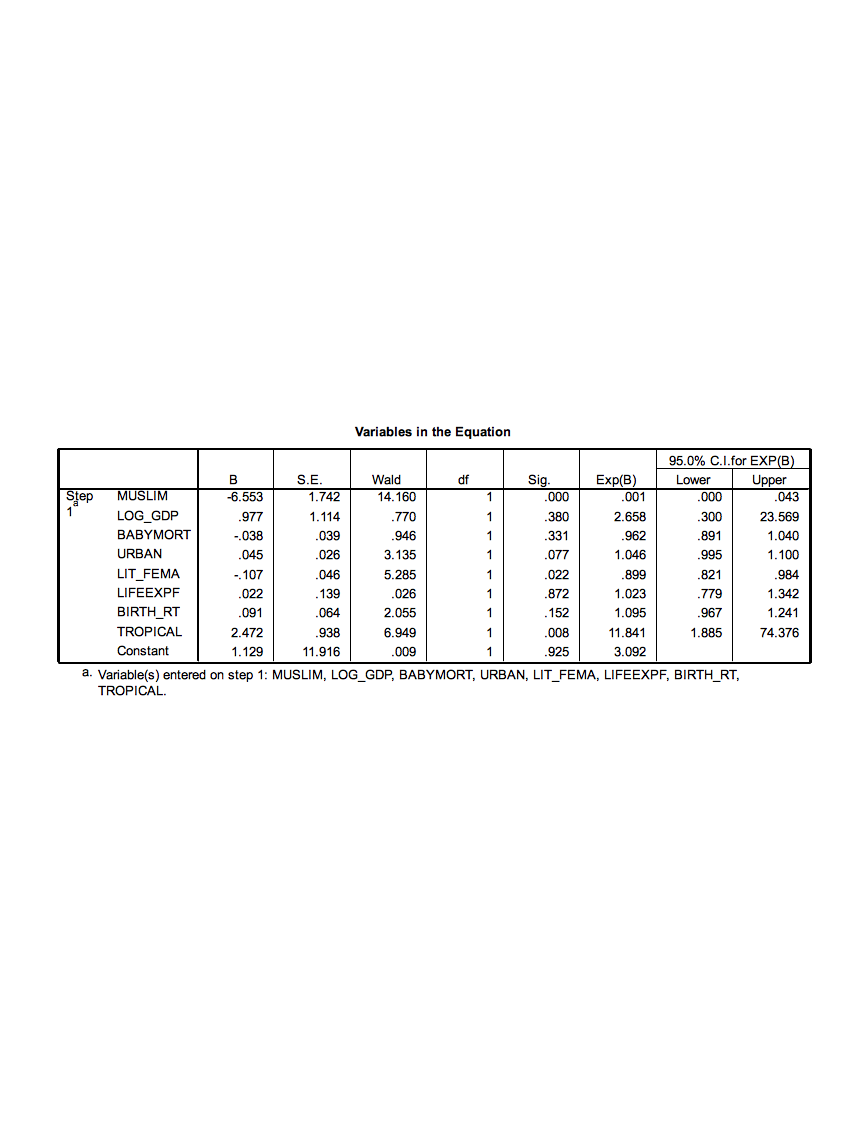 Variables in the Equation
95.0% C.I.for EXP(B)
B S.E. Wald df Sig. Exp(B) Lower Upper
Step 1a MUSLIM -6.553 1.742 14.160 1 .000 .001 .000 .043
LOG_GDP .977 1.114 .770 1 .380 2.658 .300 23.569
BABYMORT -.038 .039 .946 1 .331 .962 .891 1.040
URBAN .045 .026 3.135 1 .077 1.046 .995 1.100
LIT_FEMA -.107 .046 5.285 1 .022 .899 .821 .984
LIFEEXPF .022 .139 .026 1 .872 1.023 .779 1.342
BIRTH_RT .091 .064 2.055 1 .152 1.095 .967 1.241
TROPICAL 2.472 .938 6.949 1 .008 11.841 1.885 74.376
Constant 1.129 11.916 .009 1 .925 3.092
a. Variable(s) entered on step 1: MUSLIM, LOG_GDP, BABYMORT, URBAN, LIT_FEMA, LIFEEXPF, BIRTH_RT,
TROPICAL.